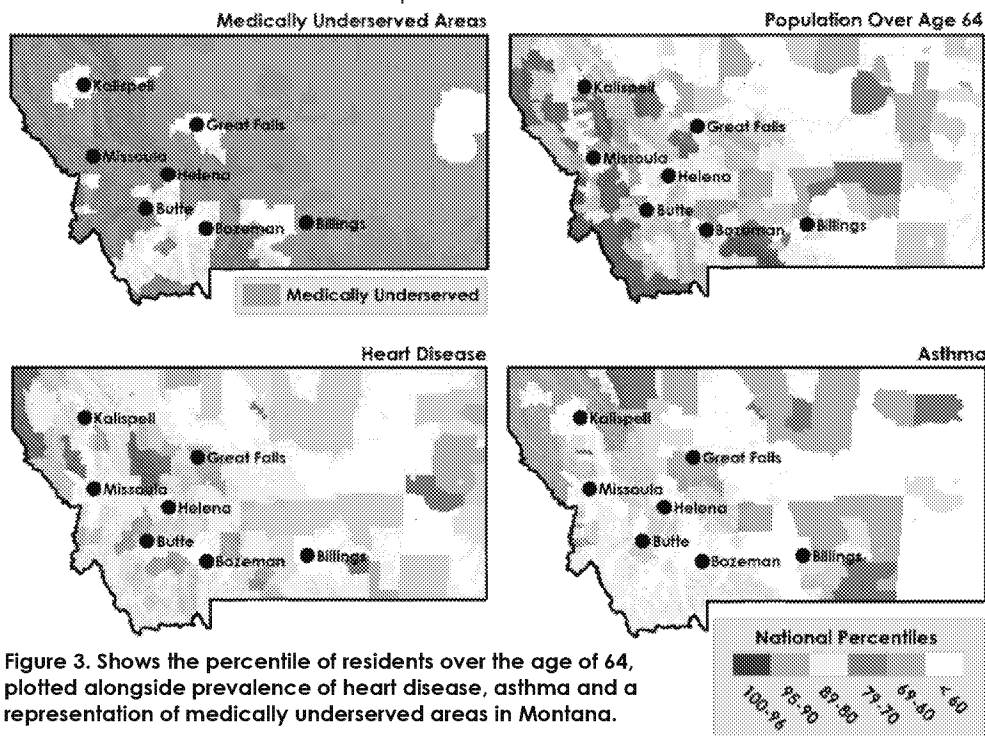 Medically Underserved Areas
Kalispell
Great Falls
Missoula
Helena
Butte
Bozeman
Billings
Medically Underserved
Population Over Age 64
Kalispell
Great Falls
Missoula
Helena
Butte
Bozeman
Billings
Heart Disease
Kalispell
Great Falls
Missoula
Helena
Butte
Bozeman
Billings
Asthma
Kalispell
Great Falls
Missoula
Helena
Butte
Bozeman
Billings
National Percentiles
100-96
95-90
89-80
79-70
69-60
< 60
Figure 3. Shows the percentile of residents over the age of 64,
plotted alongside prevalence of heart disease, asthma and a
representation of medically underserved areas in Montana.